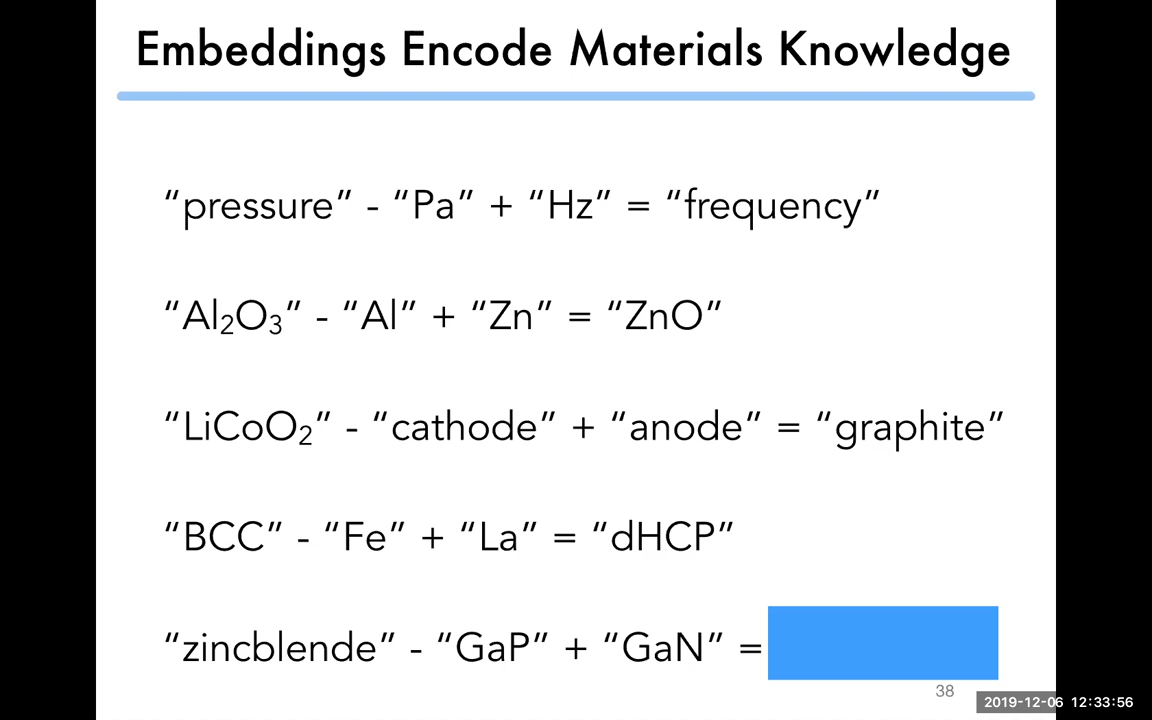 Embeddings Encode Materials Knowledge
“pressure” - “Pa” + “Hz” = “frequency”
“Al₂O₃” - “Al” + “Zn” = “ZnO”
“LiCoO₂” - “cathode” + “anode” = “graphite”
“BCC” - “Fe” + “La” = “dHCP”
“zincblende” - “GaP” + “GaN” =
38
2019-12-06 12:33:56